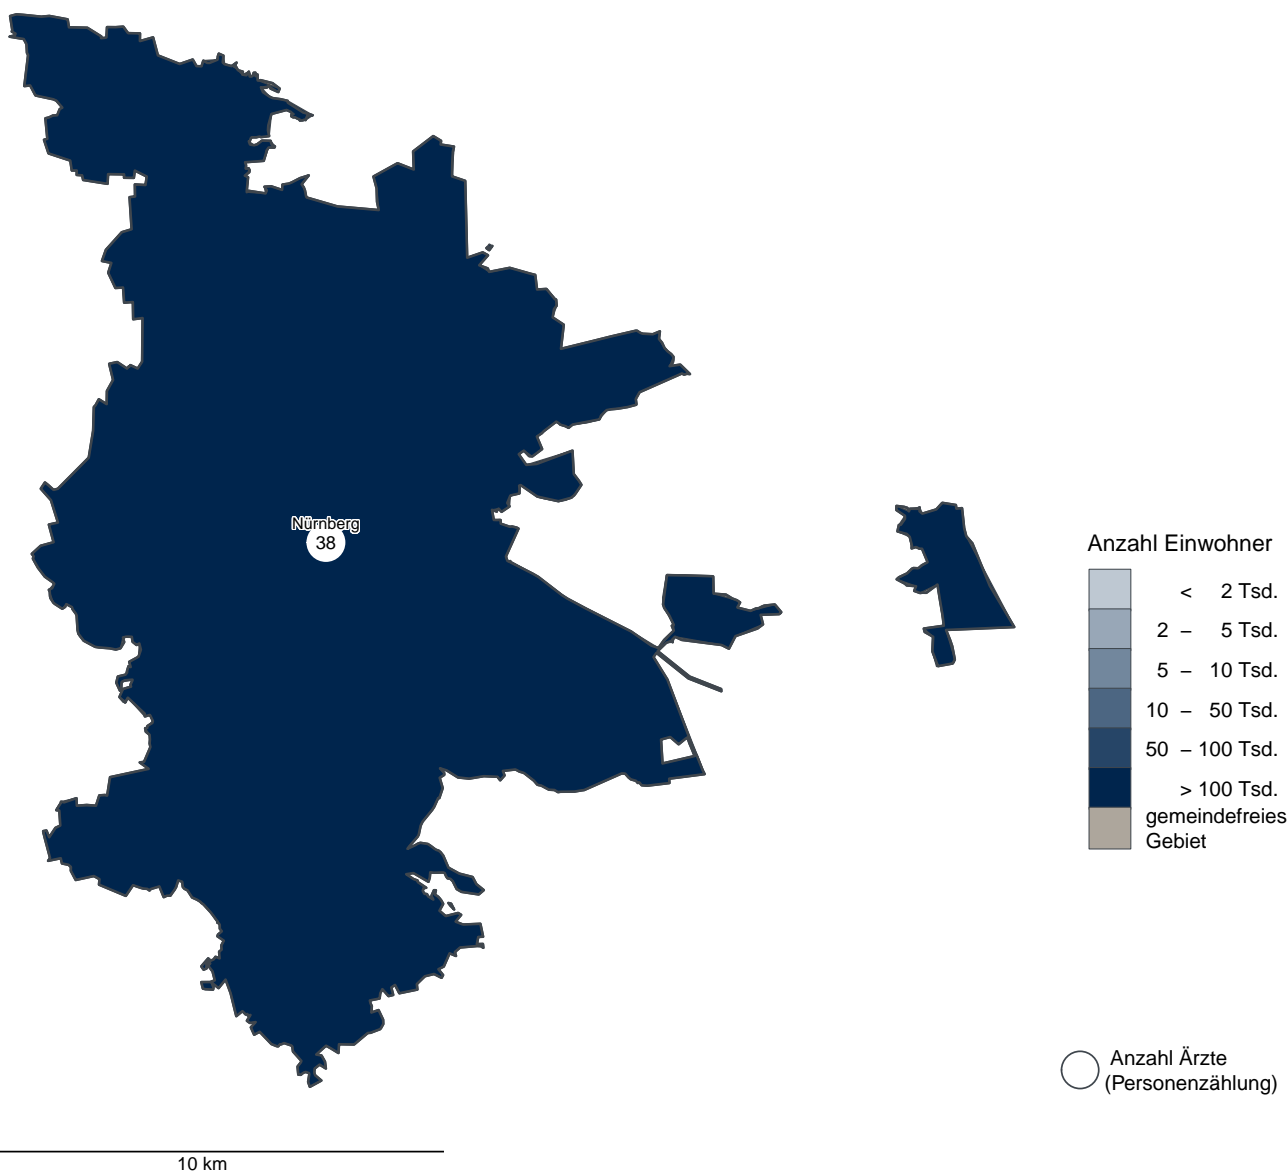 Nürnberg
38
Anzahl Einwohner
< 2 Tsd.
2 – 5 Tsd.
5 – 10 Tsd.
10 – 50 Tsd.
50 – 100 Tsd.
> 100 Tsd.
gemeindefreies
Gebiet
Anzahl Ärzte
(Personenzählung)
10 km